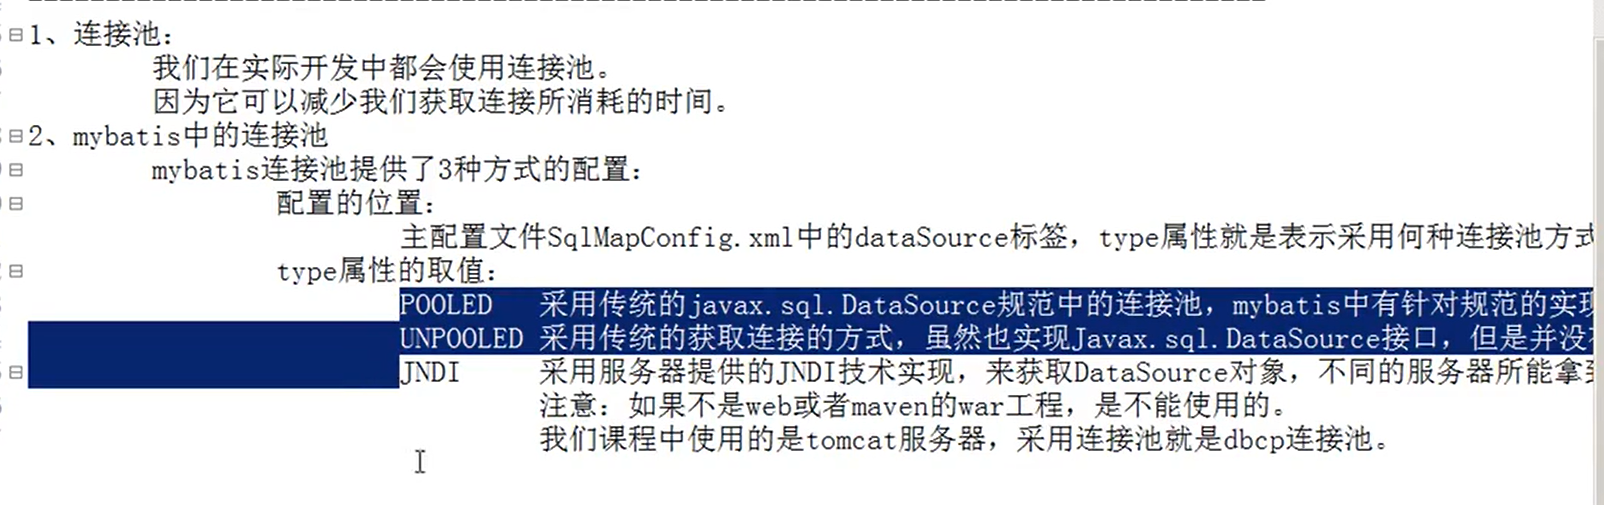 1、连接池：
我们在实际开发中都会使用连接池。
因为它可以减少我们获取连接所消耗的时间。
2、mybatis中的连接池
mybatis连接池提供了3种方式的配置：
配置的位置：
主配置文件SqlMapConfig.xml中的dataSource标签，type属性就是表示采用何种连接池方式
type属性的取值：
POOLED 采用传统的javax.sql.DataSource规范中的连接池，mybatis中有针对规范的实现
UNPOOLED 采用传统的获取连接的方式，虽然也实现Javax.sql.DataSource接口，但是并没
JNDI 采用服务器提供的JNDI技术实现，来获取DataSource对象，不同的服务器所能拿到
注意：如果不是web或者maven的war工程，是不能使用的。
我们课程中使用的是tomcat服务器，采用连接池就是dbcp连接池。